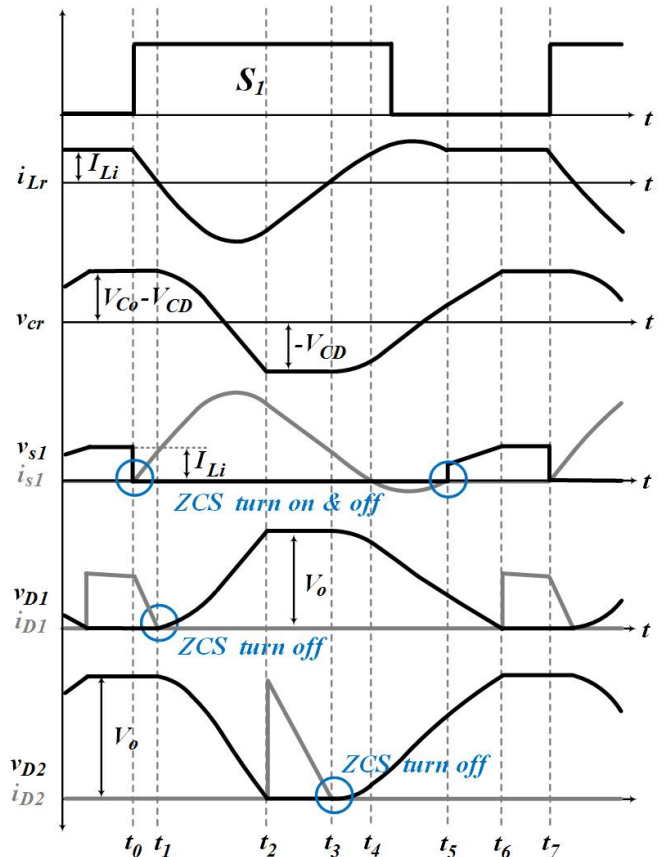 S1
t
ILi
iLr
t
VCo-VCD
vcr
t
-VCD
vs1
is1
ILi
t
ZCS turn on & off
vD1
iD1
Vo
t
ZCS turn off
Vo
ZCS turn off
vD2
iD2
t0 t1 t2 t3 t4 t5 t6 t7